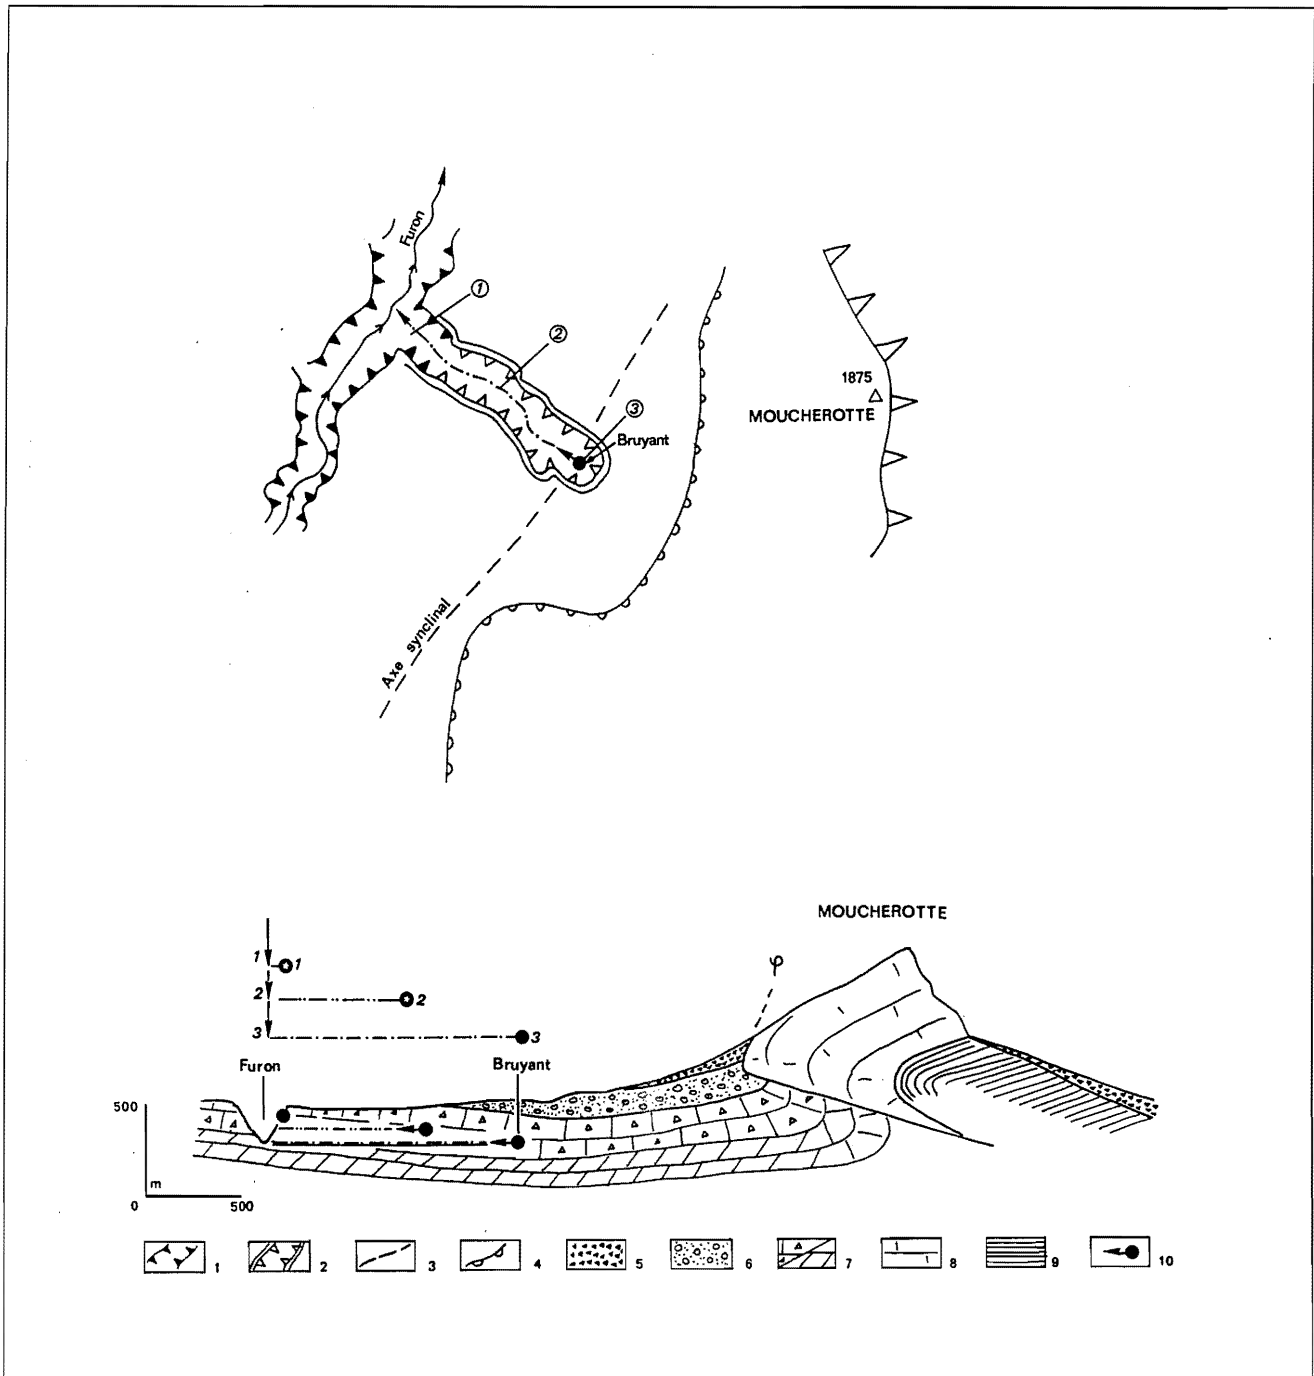 Furon
1
2
3
Bruyant
1875
MOUCHEROTTE
Axe synclinal
MOUCHEROTTE
φ
1 1
2 2
3 3
Furon
Bruyant
500
m
0 500
1 2 3 4 5 6 7 8 9 10